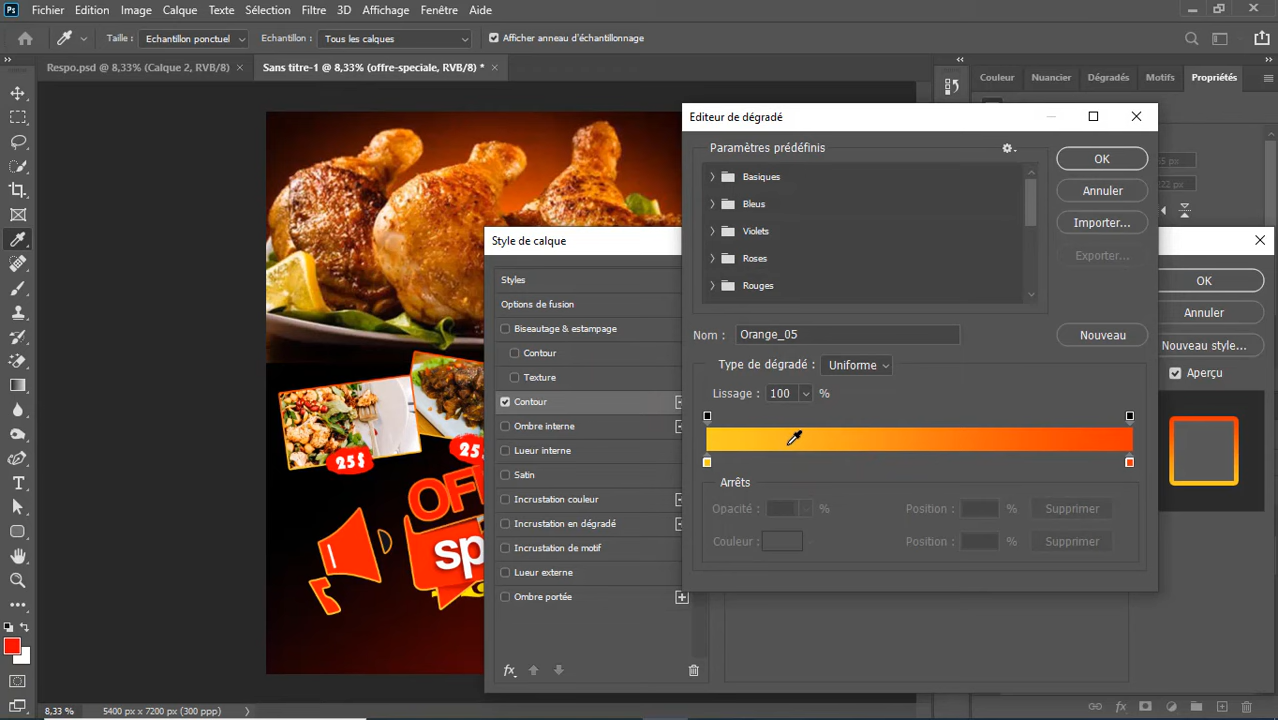 Ps Fichier Edition Image Calque Texte Sélection Filtre 3D Affichage Fenêtre Aide
Taille : Echantillon ponctuel Echantillon : Tous les calques Afficher anneau d'échantillonnage
Respo.psd @ 8,33% (Calque 2, RVB/8) × Sans titre-1 @ 8,33% (offre-speciale, RVB/8) * ×
Couleur Nuancier Dégradés Motifs Propriétés
Editeur de dégradé
Paramètres prédéfinis
Basiques
Bleus
Violets
Roses
Rouges
OK
Annuler
Importer...
Exporter...
Nom : Orange_05
Nouveau
Type de dégradé : Uniforme
Lissage : 100 %
Arrêts
Opacité : % Position : % Supprimer
Couleur : Position : % Supprimer
Style de calque
Styles
Options de fusion
Biseautage & estampage
Contour
Texture
Contour
Ombre interne
Lueur interne
Satin
Incrustation couleur
Incrustation en dégradé
Incrustation de motif
Lueur externe
Ombre portée
fx
OK
Annuler
Nouveau style...
Aperçu
25$
25
OFF
sp
8,33 % 5400 px x 7200 px (300 ppp)
fx